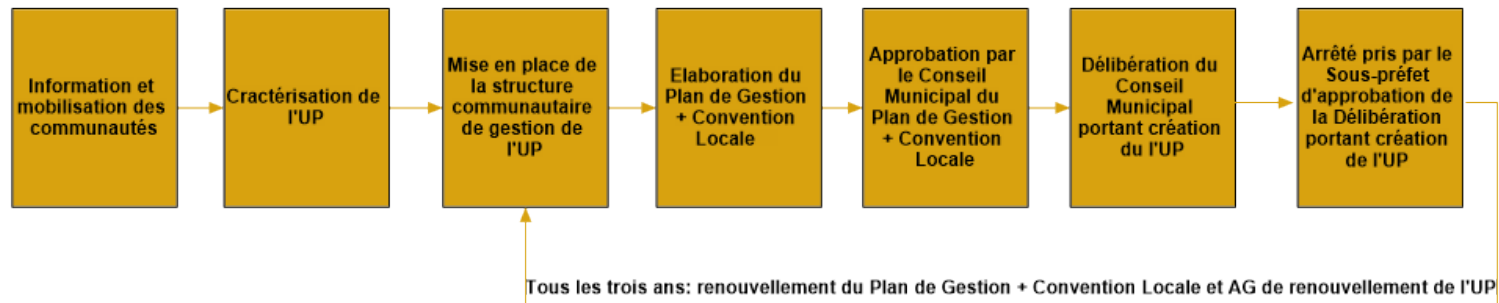 Information et
mobilisation des
communautés
Cractérisation de
l'UP
Mise en place de
la structure
communautaire
de gestion de
l'UP
Elaboration du
Plan de Gestion
+ Convention
Locale
Approbation par
le Conseil
Municipal du
Plan de Gestion
+ Convention
Locale
Délibération du
Conseil
Municipal
portant création
du l'UP
Arrêté pris par le
Sous-préfet
d'approbation de
la Délibération
portant création
de l'UP
Tous les trois ans: renouvellement du Plan de Gestion + Convention Locale et AG de renouvellement de l'UP